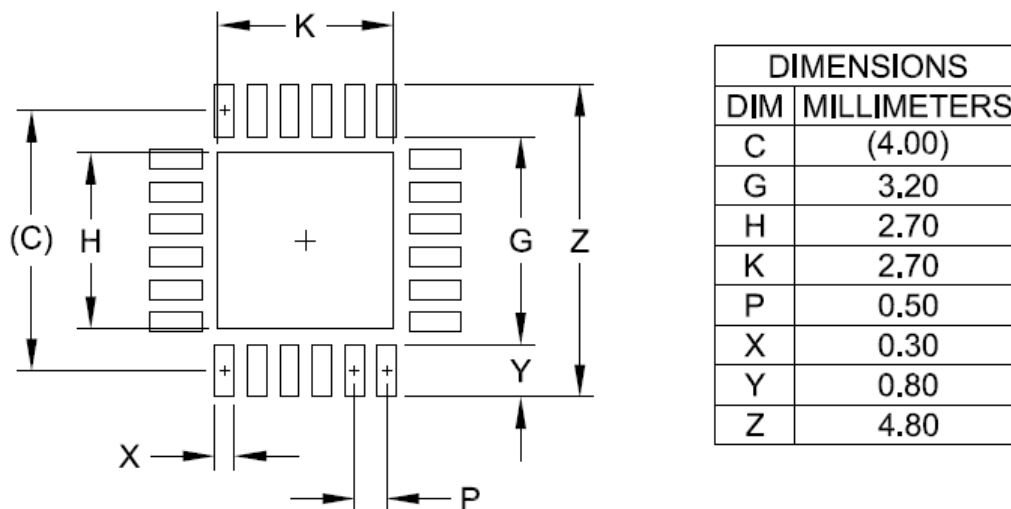 K
(C)
H
G
Z
Y
X
P
DIMENSIONS
DIM MILLIMETERS
C (4.00)
G 3.20
H 2.70
K 2.70
P 0.50
X 0.30
Y 0.80
Z 4.80